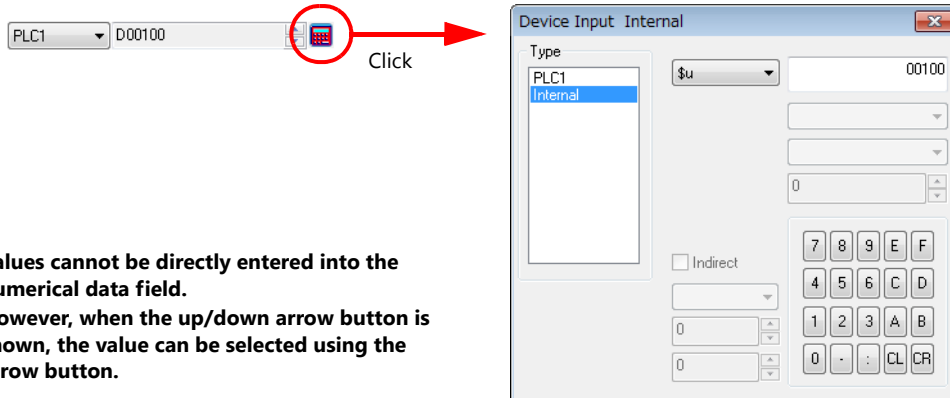 PLC1
D00100
Click
Device Input Internal
Type
PLC1
Internal
$u
00100
0
Indirect
0
0
7 8 9 E F
4 5 6 C D
1 2 3 A B
0 - : CL CR
alues cannot be directly entered into the
umerical data field.
owever, when the up/down arrow button is
own, the value can be selected using the
row button.